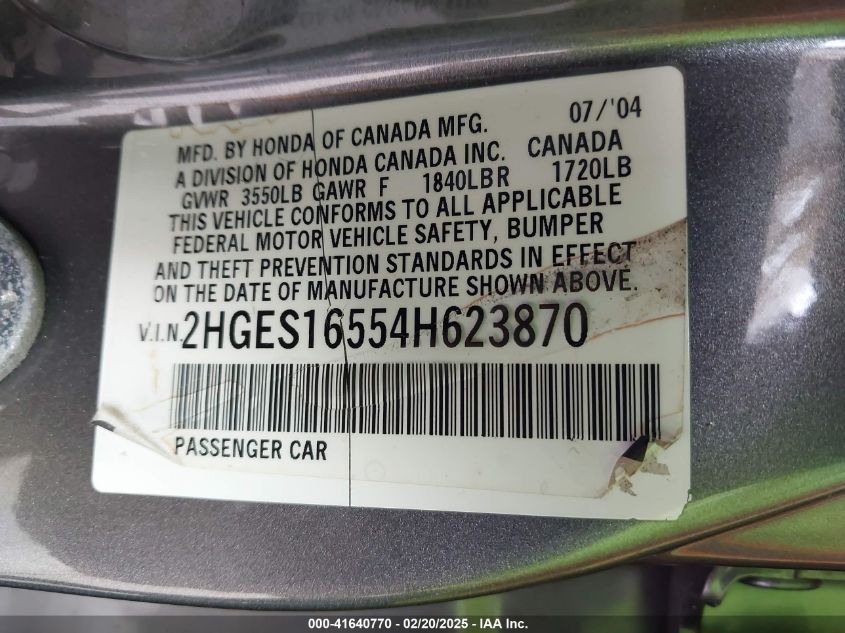 07/'04
MFD. BY HONDA OF CANADA MFG.
A DIVISION OF HONDA CANADA INC. CANADA
GVWR 3550LB GAWR F 1840LBR 1720LB
THIS VEHICLE CONFORMS TO ALL APPLICABLE
FEDERAL MOTOR VEHICLE SAFETY, BUMPER
AND THEFT PREVENTION STANDARDS IN EFFECT
ON THE DATE OF MANUFACTURE SHOWN ABOVE.
V.I.N. 2HGES16554H623870
PASSENGER CAR
000-41640770 - 02/20/2025 - IAA Inc.